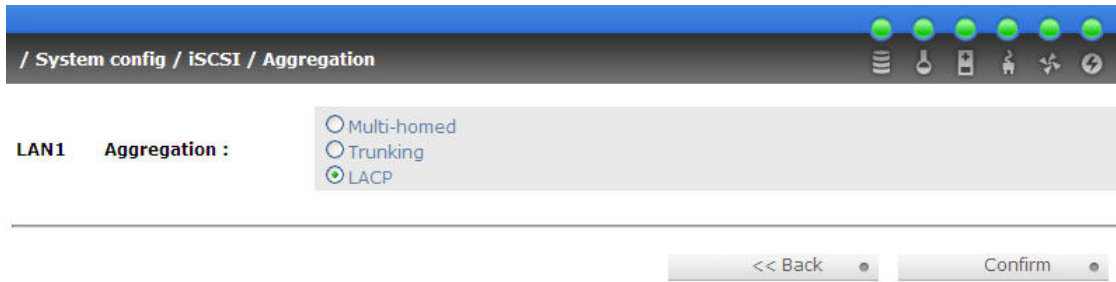 / System config / iSCSI / Aggregation
LAN1 Aggregation :
Multi-homed
Trunking
LACP
<< Back
Confirm